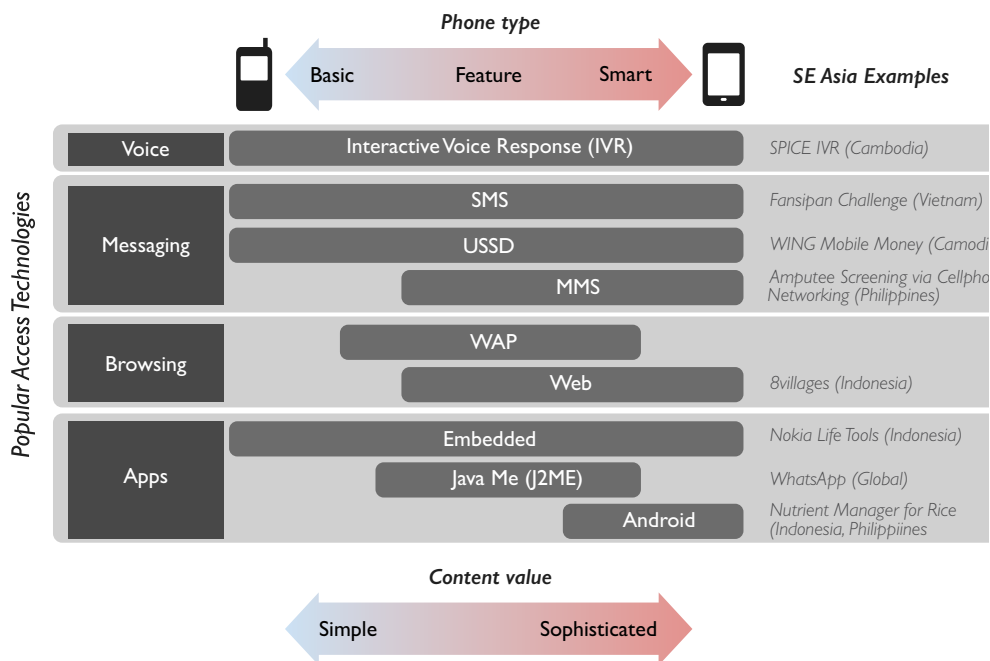 Phone type
Basic Feature Smart
SE Asia Examples
Popular Access Technologies
Voice
Interactive Voice Response (IVR)
SPICE IVR (Cambodia)
Messaging
SMS
Fansipan Challenge (Vietnam)
USSD
WING Mobile Money (Camodi
MMS
Amputee Screening via Cellpho
Networking (Philippines)
Browsing
WAP
Web
8villages (Indonesia)
Apps
Embedded
Nokia Life Tools (Indonesia)
Java Me (J2ME)
WhatsApp (Global)
Android
Nutrient Manager for Rice
(Indonesia, Philippiines
Content value
Simple Sophisticated